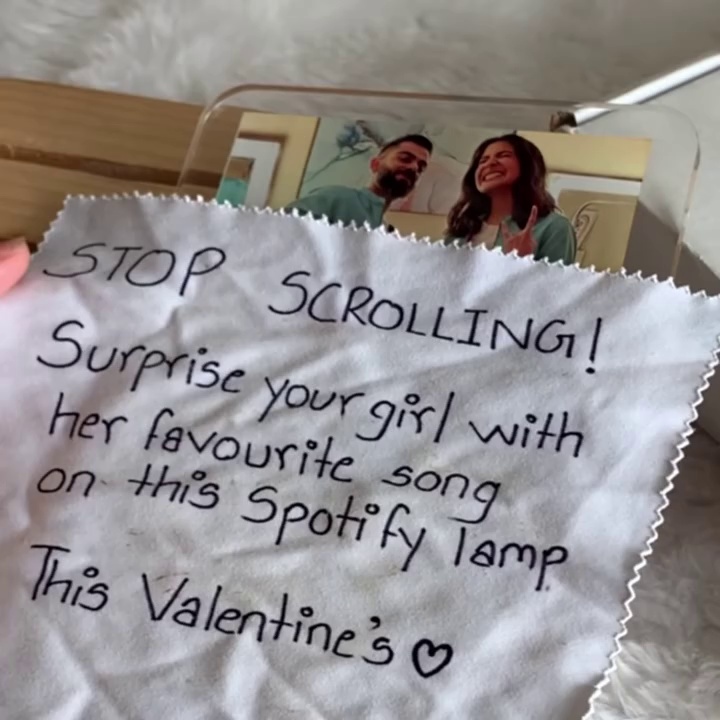 STOP SCROLLING!
Surprise your girl with
her favourite song
on this Spotify lamp
This Valentine's ♡